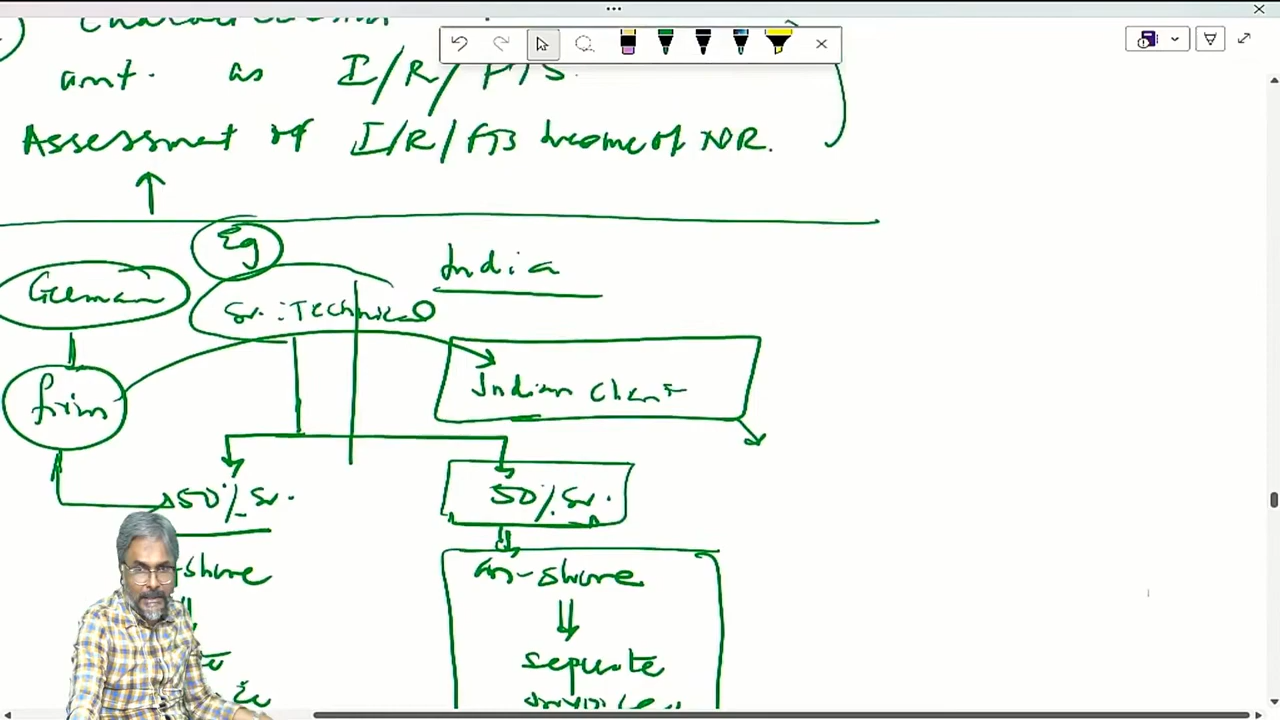 amt. as I/R/FTS.
Assessment of I/R/FTS Income of NR.
Eg
India
German
Sr. : Technical
Indian Client
firm
50% Sr.
50% Sr.
-shore
on-shore
separate